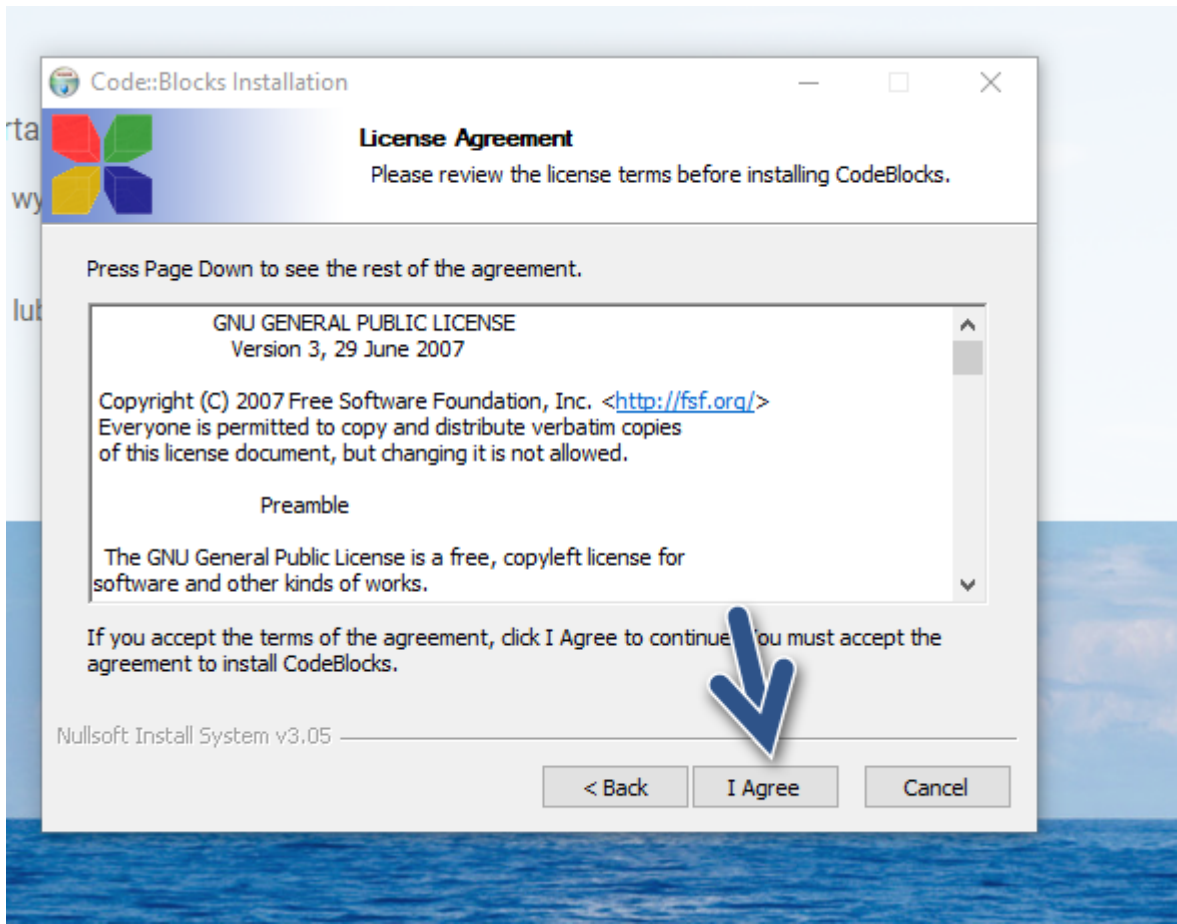 Code::Blocks Installation
License Agreement
Please review the license terms before installing CodeBlocks.
rta
wy
lub
Press Page Down to see the rest of the agreement.
GNU GENERAL PUBLIC LICENSE
Version 3, 29 June 2007
Copyright (C) 2007 Free Software Foundation, Inc. <http://fsf.org/>
Everyone is permitted to copy and distribute verbatim copies
of this license document, but changing it is not allowed.
Preamble
The GNU General Public License is a free, copyleft license for
software and other kinds of works.
If you accept the terms of the agreement, click I Agree to continue. You must accept the
agreement to install CodeBlocks.
Nullsoft Install System v3.05
< Back
I Agree
Cancel